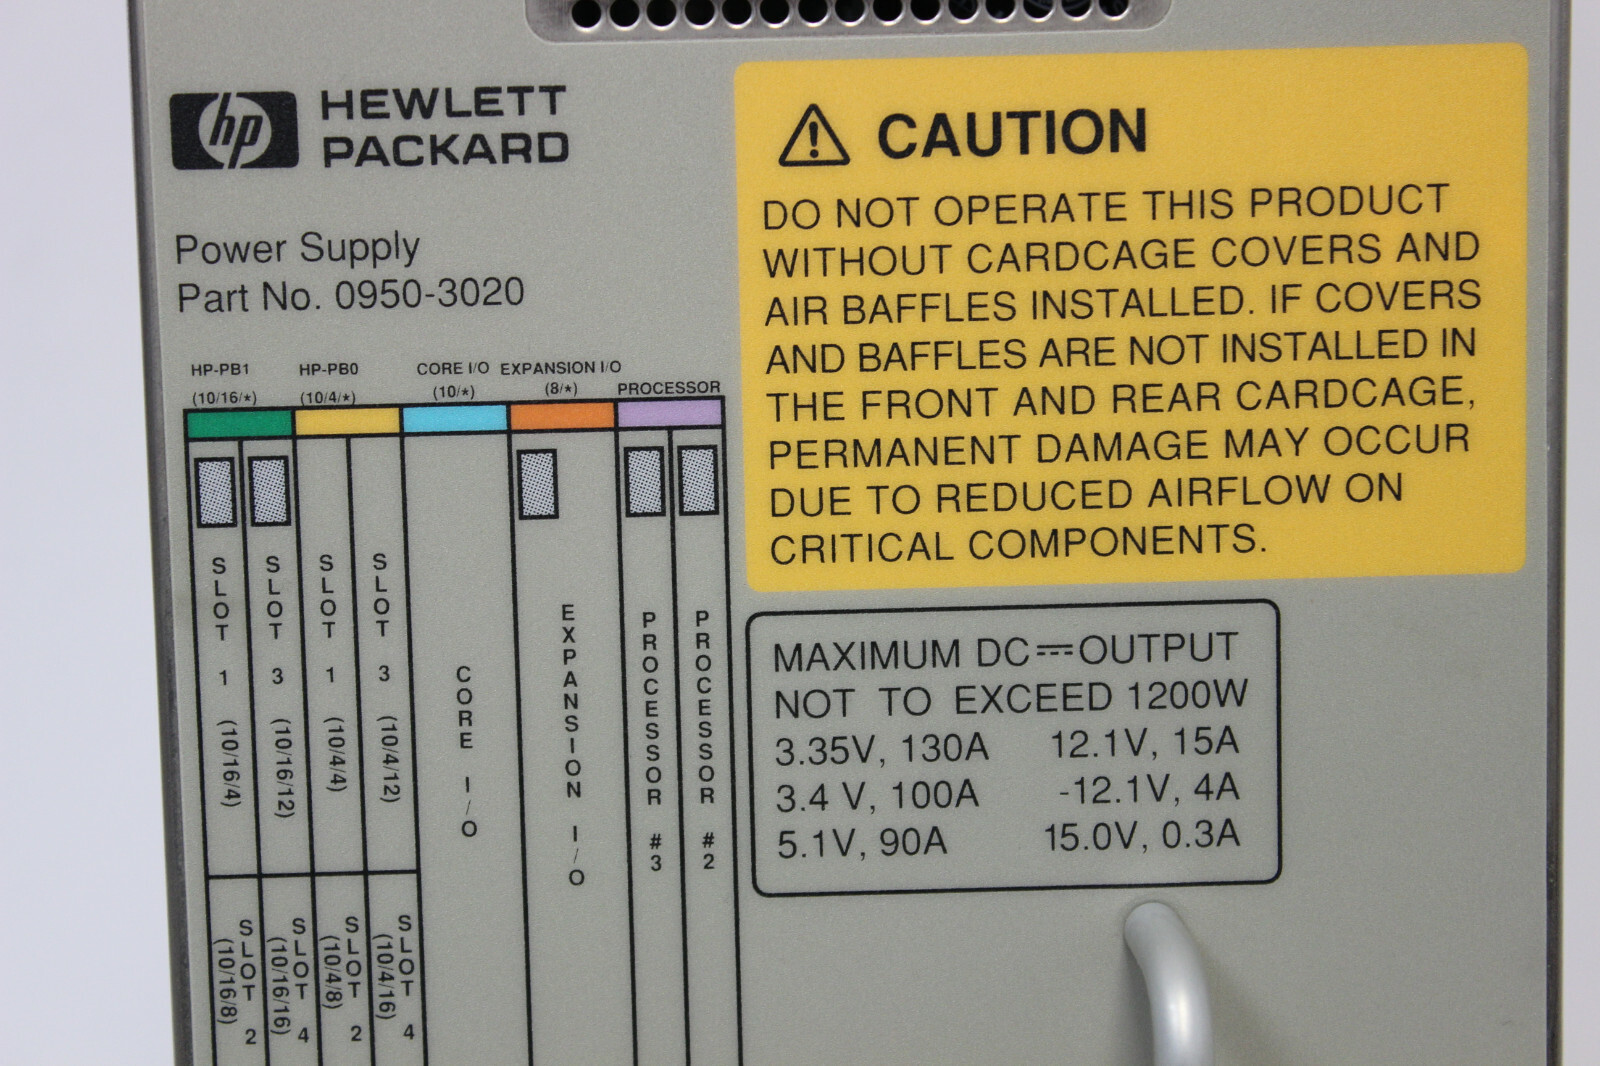 hp HEWLETT
PACKARD
Power Supply
Part No. 0950-3020
HP-PB1 HP-PB0 CORE I/O EXPANSION I/O
(10/16/*) (10/4/*) (10/*) (8/*) PROCESSOR
SLOT 1 (10/16/4)
SLOT 3 (10/16/12)
SLOT 1 (10/4/4)
SLOT 3 (10/4/12)
CORE I/O
EXPANSION I/O
PROCESSOR #3
PROCESSOR #2
SLOT 2 (10/16/8)
SLOT 4 (10/16/16)
SLOT 2 (10/4/8)
SLOT 4 (10/4/16)
CAUTION
DO NOT OPERATE THIS PRODUCT
WITHOUT CARDCAGE COVERS AND
AIR BAFFLES INSTALLED. IF COVERS
AND BAFFLES ARE NOT INSTALLED IN
THE FRONT AND REAR CARDCAGE,
PERMANENT DAMAGE MAY OCCUR
DUE TO REDUCED AIRFLOW ON
CRITICAL COMPONENTS.
MAXIMUM DC⎓OUTPUT
NOT TO EXCEED 1200W
3.35V, 130A 12.1V, 15A
3.4 V, 100A -12.1V, 4A
5.1V, 90A 15.0V, 0.3A